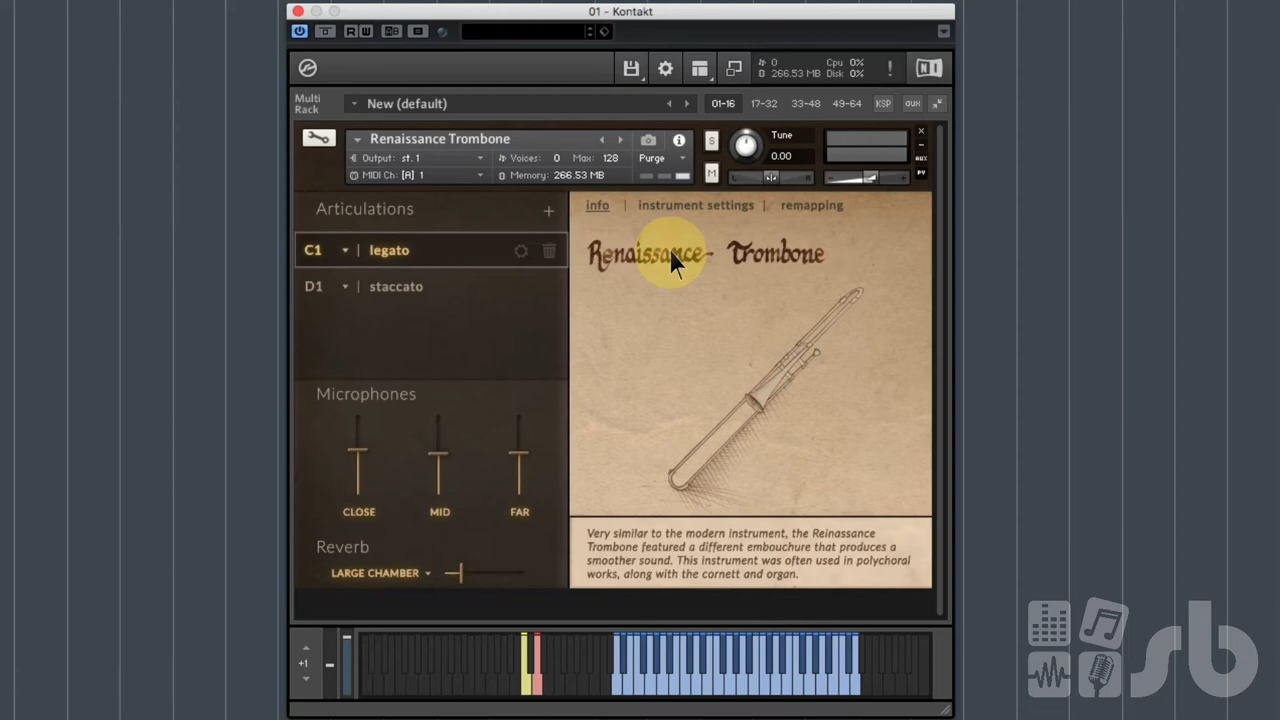 01 - Kontakt
R W
0
266.53 MB
Cpu 0%
Disk 0%
!
Multi
Rack
New (default)
01-16
17-32
33-48
49-64
KSP
aux
Renaissance Trombone
Output: st.1
Voices: 0
Max: 128
Purge
MIDI Ch: [A] 1
Memory: 266.53 MB
S
M
Tune
0.00
L
R
aux
PV
Articulations
C1 | legato
D1 | staccato
Microphones
CLOSE
MID
FAR
Reverb
LARGE CHAMBER
info | instrument settings | remapping
Renaissance Trombone
Very similar to the modern instrument, the Reinassance
Trombone featured a different embouchure that produces a
smoother sound. This instrument was often used in polychoral
works, along with the cornett and organ.
+1
sb